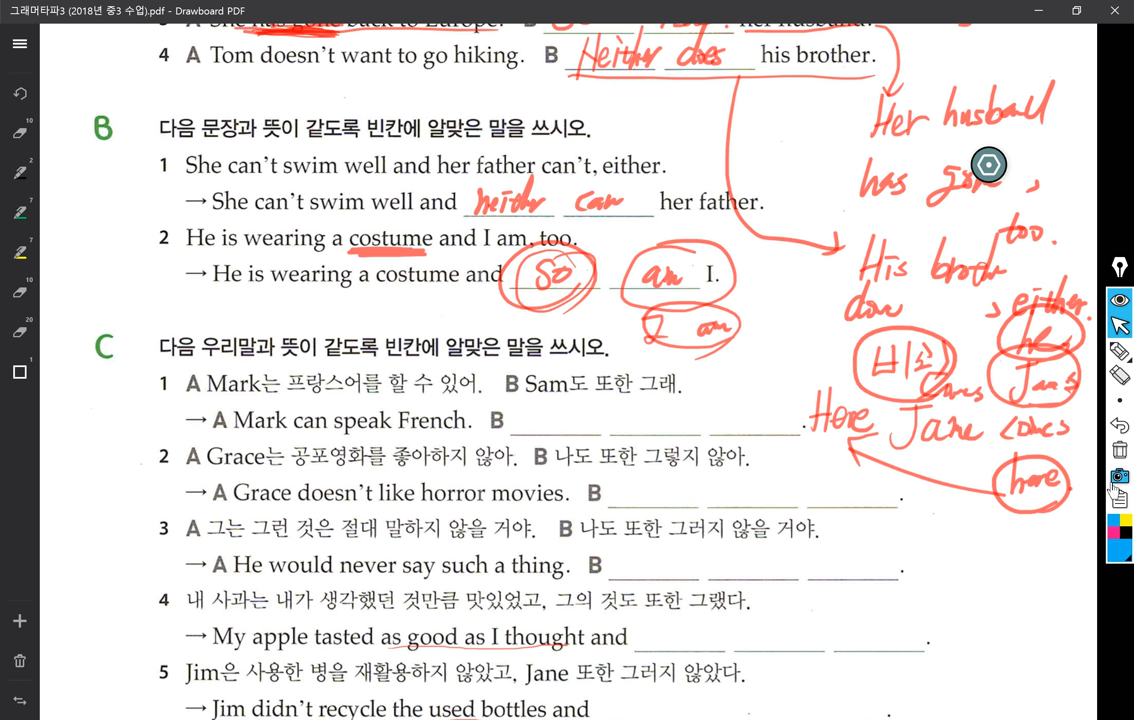 그래머타파3 (2018년 중3 수업).pdf - Drawboard PDF
3 A She has gone back to Europe. B her husband.
4 A Tom doesn't want to go hiking. B Neither does his brother.
Her husband
has gone,
too.
B 다음 문장과 뜻이 같도록 빈칸에 알맞은 말을 쓰시오.
1 She can't swim well and her father can't, either.
→ She can't swim well and neither can her father.
2 He is wearing a costume and I am, too.
→ He is wearing a costume and So am I.
I am
His broth
, either.
C 다음 우리말과 뜻이 같도록 빈칸에 알맞은 말을 쓰시오.
1 A Mark는 프랑스어를 할 수 있어. B Sam도 또한 그래.
→ A Mark can speak French. B .
Here Jane comes
here
2 A Grace는 공포영화를 좋아하지 않아. B 나도 또한 그렇지 않아.
→ A Grace doesn't like horror movies. B .
3 A 그는 그런 것은 절대 말하지 않을 거야. B 나도 또한 그러지 않을 거야.
→ A He would never say such a thing. B .
4 내 사과는 내가 생각했던 것만큼 맛있었고, 그의 것도 또한 그랬다.
→ My apple tasted as good as I thought and .
5 Jim은 사용한 병을 재활용하지 않았고, Jane 또한 그러지 않았다.
→ Jim didn't recycle the used bottles and .